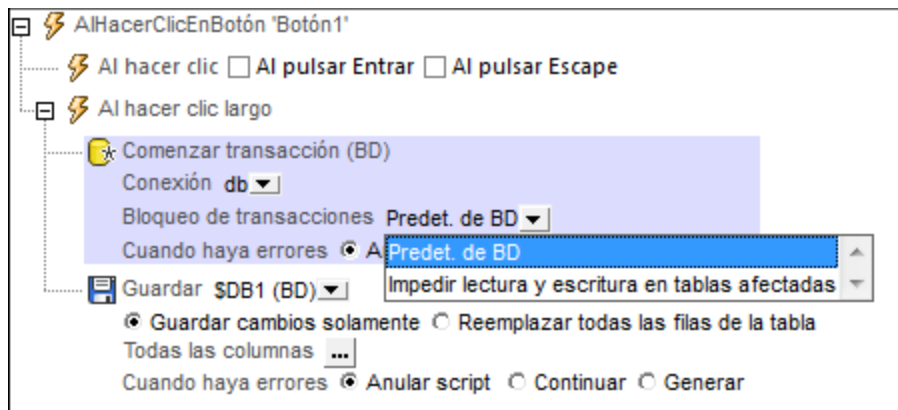 AlHacerClicEnBotón "Botón1"
Al hacer clic Al pulsar Entrar Al pulsar Escape
Al hacer clic largo
Comenzar transacción (BD)
Conexión db
Bloqueo de transacciones Predet. de BD
Cuando haya errores A
Predet. de BD
Impedir lectura y escritura en tablas afectadas
Guardar $DB1 (BD)
Guardar cambios solamente Reemplazar todas las filas de la tabla
Todas las columnas ...
Cuando haya errores Anular script Continuar Generar